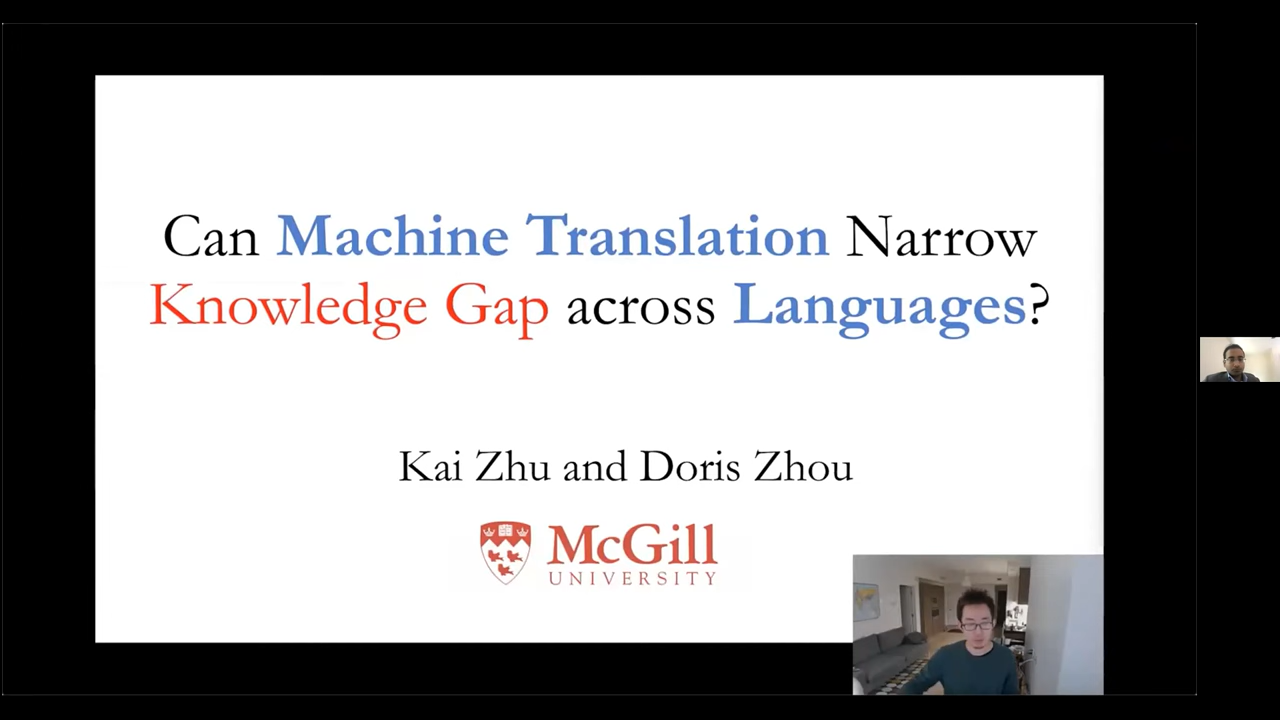 Can Machine Translation Narrow
Knowledge Gap across Languages?
Kai Zhu and Doris Zhou
McGill
UNIVERSITY